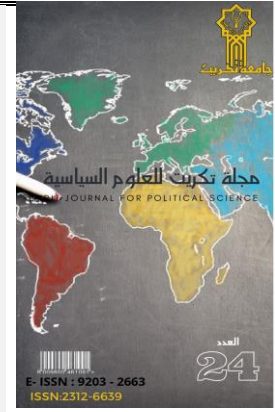 جامعة تكريت
مجلة تكريت للعلوم السياسية
JOURNAL FOR POLITICAL SCIENCE
العدد
24
E- ISSN : 9203 - 2663
ISSN:2312-6639